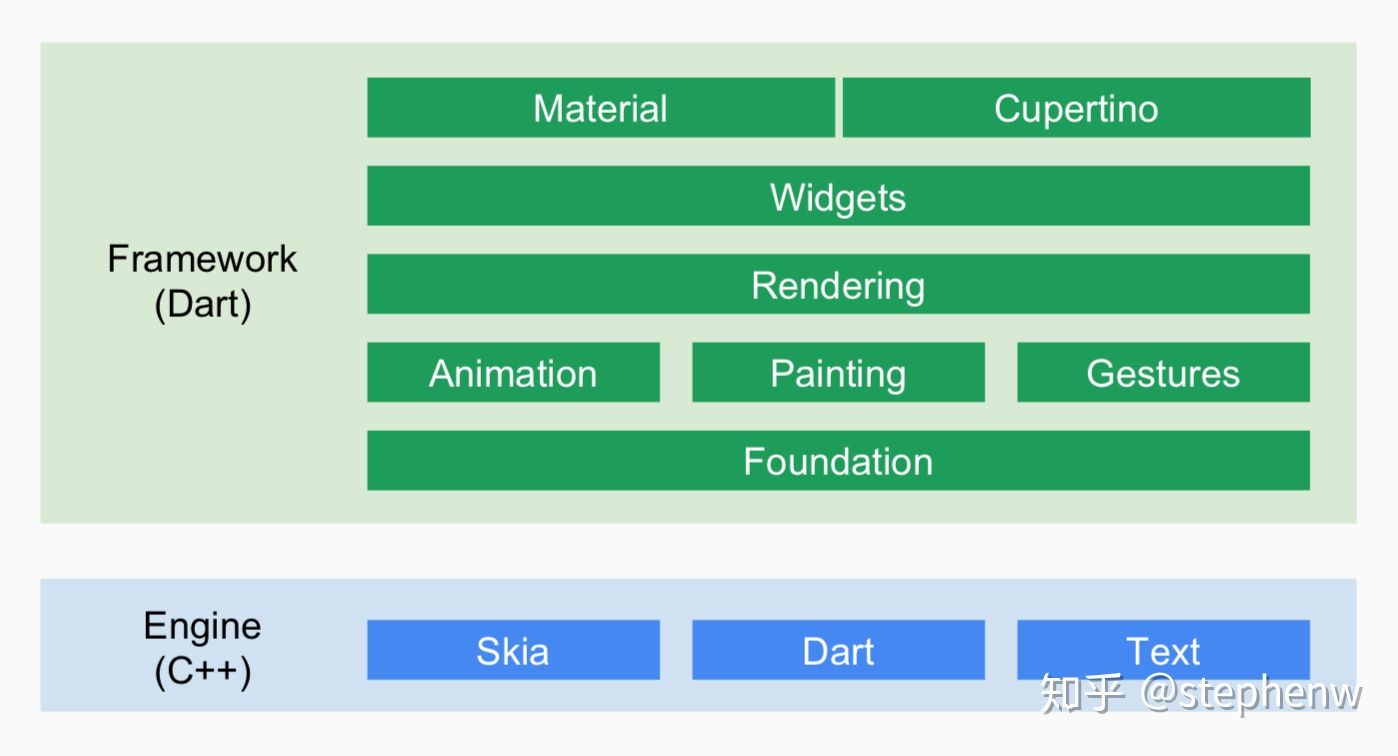 Material
Cupertino
Widgets
Framework
(Dart)
Rendering
Animation
Painting
Gestures
Foundation
Engine
(C++)
Skia
Dart
Text
知乎 @stephenw